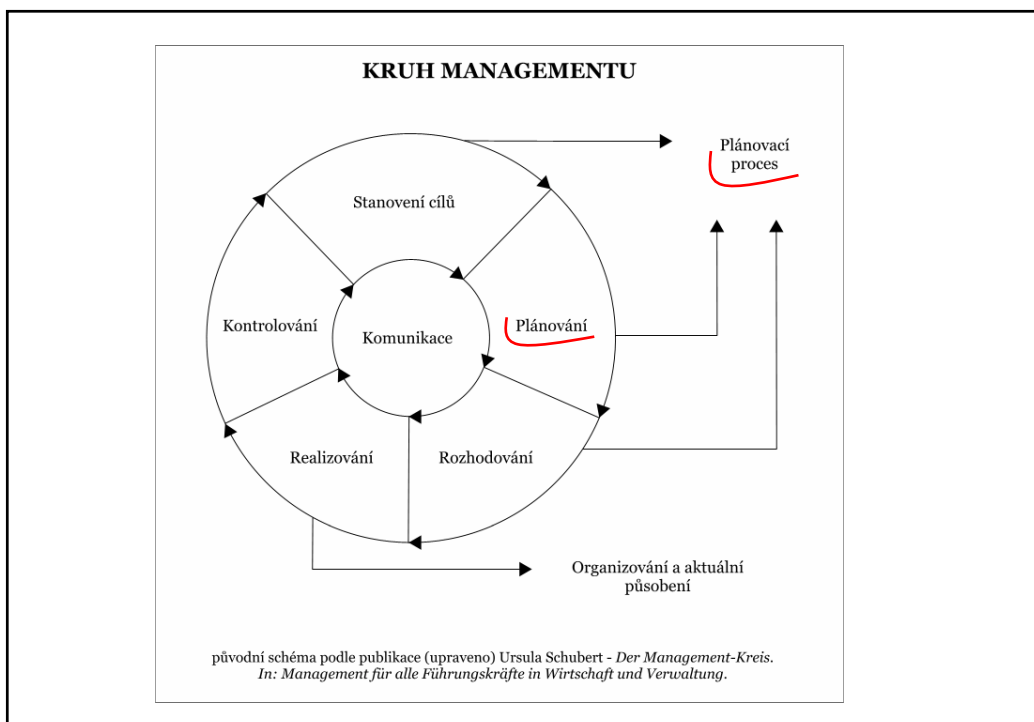 KRUH MANAGEMENTU
Plánovací
proces
Stanovení cílů
Kontrolování
Komunikace
Plánování
Realizování
Rozhodování
Organizování a aktuální
působení
původní schéma podle publikace (upraveno) Ursula Schubert - Der Management-Kreis.
In: Management für alle Führungskräfte in Wirtschaft und Verwaltung.